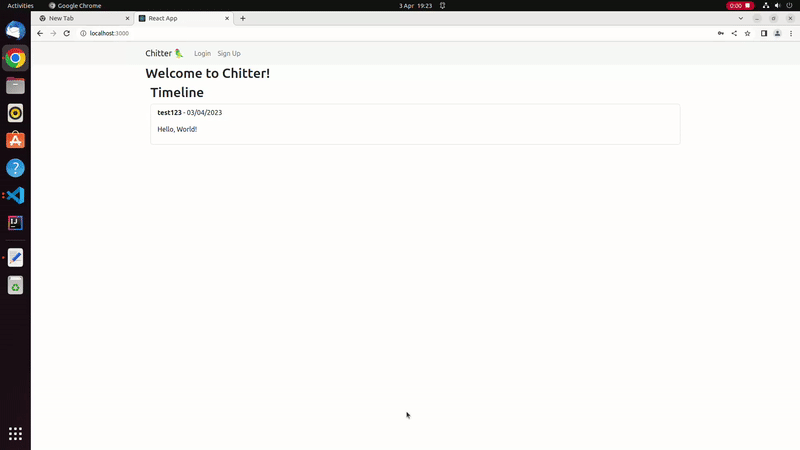 Activities
Google Chrome
3 Apr 19:23
0:00
New Tab
React App
localhost:3000
Chitter
Login
Sign Up
Welcome to Chitter!
Timeline
test123 - 03/04/2023
Hello, World!